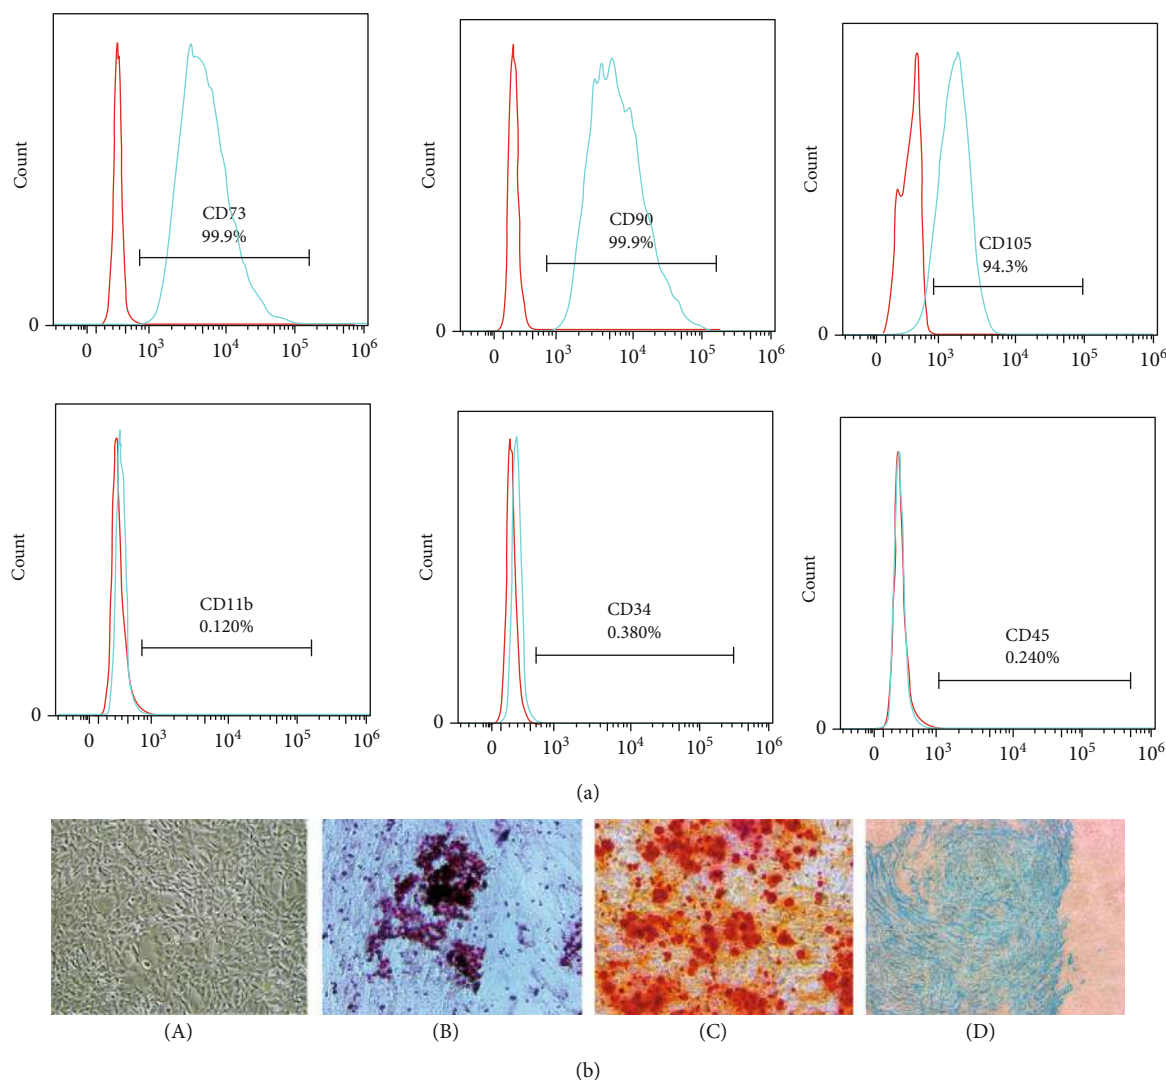 Count
CD73
99.9%
0
0 10³ 10⁴ 10⁵ 10⁶
Count
CD90
99.9%
0
0 10³ 10⁴ 10⁵ 10⁶
Count
CD105
94.3%
0
0 10³ 10⁴ 10⁵ 10⁶
Count
CD11b
0.120%
0
0 10³ 10⁴ 10⁵ 10⁶
Count
CD34
0.380%
0
0 10³ 10⁴ 10⁵ 10⁶
Count
CD45
0.240%
0
0 10³ 10⁴ 10⁵ 10⁶
(a)
(A) (B) (C) (D)
(b)